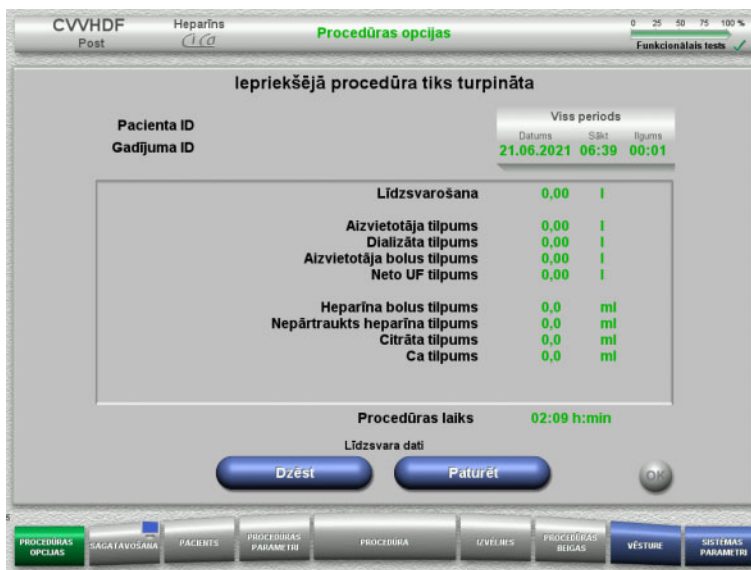 CVVHDF
Post
Heparīns
Ci Ca
Procedūras opcijas
0 25 50 75 100 %
Funkcionālais tests
Iepriekšējā procedūra tiks turpināta
Pacienta ID
Gadījuma ID
Viss periods
Datums Sākt Ilgums
21.06.2021 06:39 00:01
Līdzsvarošana 0,00 l
Aizvietotāja tilpums 0,00 l
Dializāta tilpums 0,00 l
Aizvietotāja bolus tilpums 0,00 l
Neto UF tilpums 0,00 l
Heparīna bolus tilpums 0,0 ml
Nepārtraukts heparīna tilpums 0,0 ml
Citrāta tilpums 0,0 ml
Ca tilpums 0,0 ml
Procedūras laiks 02:09 h:min
Līdzsvara dati
Dzēst Paturēt OK
5
PROCEDŪRAS OPCIJAS
SAGATAVOŠANA
PACIENTS
PROCEDŪRAS PARAMETRI
PROCEDŪRA
IZVĒLNES
PROCEDŪRAS BEIGAS
VĒSTURE
SISTĒMAS PARAMETRI